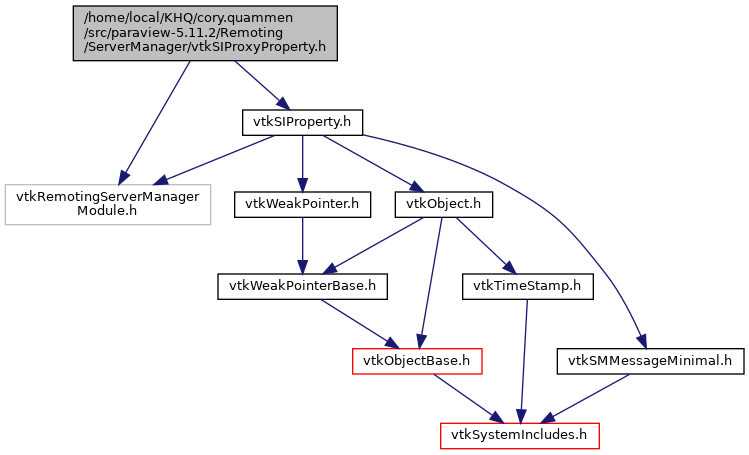 /home/local/KHQ/cory.quammen
/src/paraview-5.11.2/Remoting
/ServerManager/vtkSIProxyProperty.h
vtkSIProperty.h
vtkRemotingServerManager
Module.h
vtkWeakPointer.h
vtkObject.h
vtkWeakPointerBase.h
vtkTimeStamp.h
vtkObjectBase.h
vtkSMMessageMinimal.h
vtkSystemIncludes.h